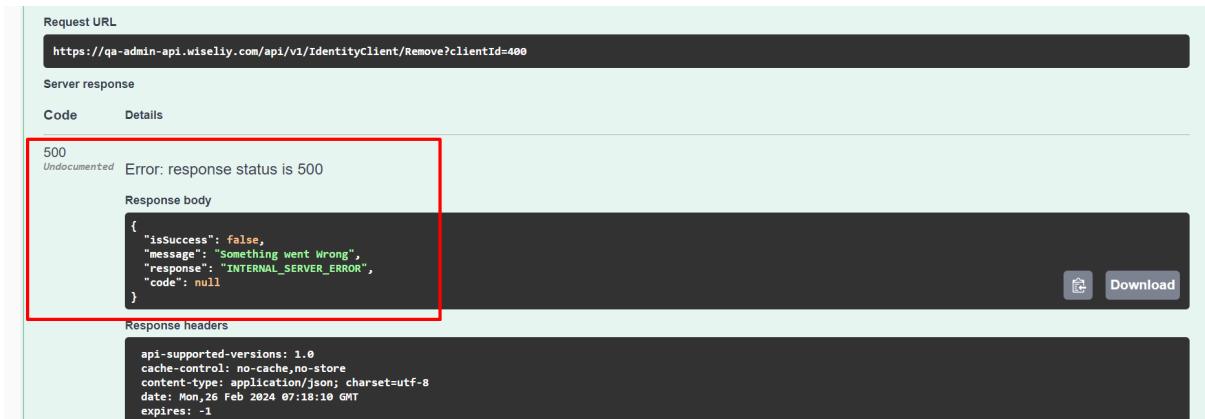 Request URL
https://qa-admin-api.wiseliy.com/api/v1/IdentityClient/Remove?clientId=400
Server response
Code Details
500
Undocumented
Error: response status is 500
Response body
{
"isSuccess": false,
"message": "Something went Wrong",
"response": "INTERNAL_SERVER_ERROR",
"code": null
}
Download
Response headers
api-supported-versions: 1.0
cache-control: no-cache,no-store
content-type: application/json; charset=utf-8
date: Mon,26 Feb 2024 07:18:10 GMT
expires: -1